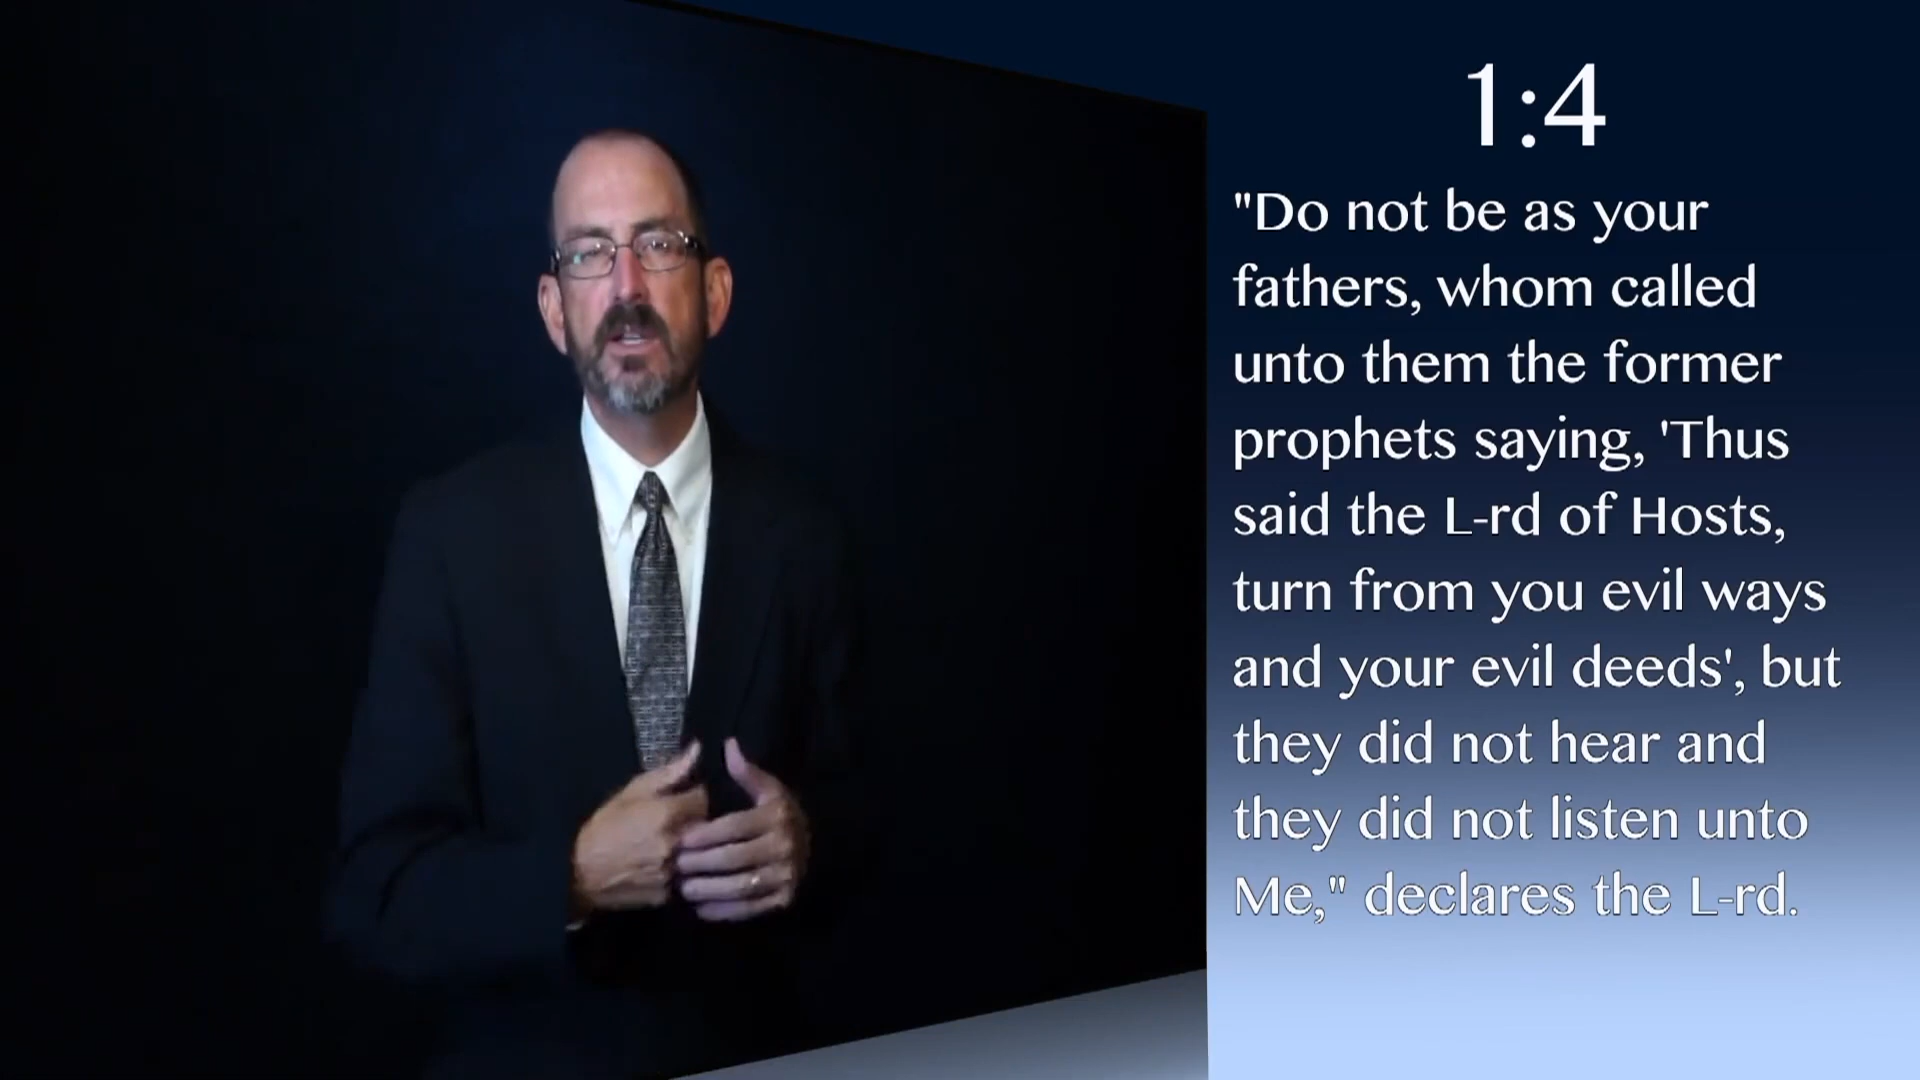 1:4
"Do not be as your
fathers, whom called
unto them the former
prophets saying, 'Thus
said the L-rd of Hosts,
turn from you evil ways
and your evil deeds', but
they did not hear and
they did not listen unto
Me," declares the L-rd.